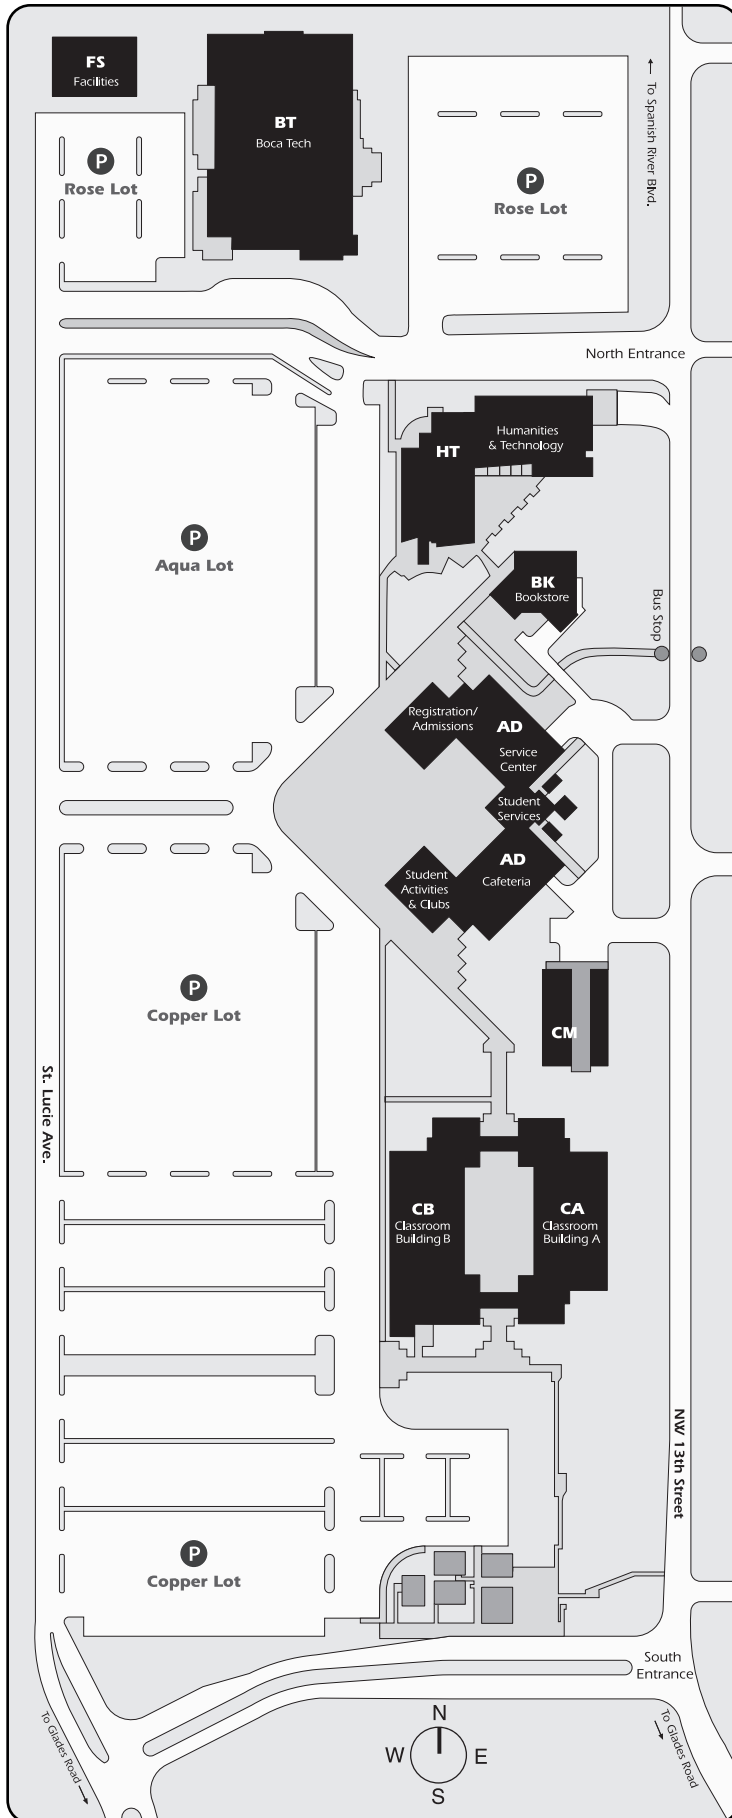 FS
Facilities
BT
Boca Tech
P
Rose Lot
P
Rose Lot
← To Spanish River Blvd.
North Entrance
HT
Humanities
& Technology
P
Aqua Lot
BK
Bookstore
Bus Stop
Registration/
Admissions
AD
Service
Center
Student
Services
AD
Cafeteria
Student
Activities
& Clubs
P
Copper Lot
CM
St. Lucie Ave.
CB
Classroom
Building B
CA
Classroom
Building A
NW 13th Street
P
Copper Lot
South
Entrance
To Glades Road →
To Glades Road →
N
W
E
S